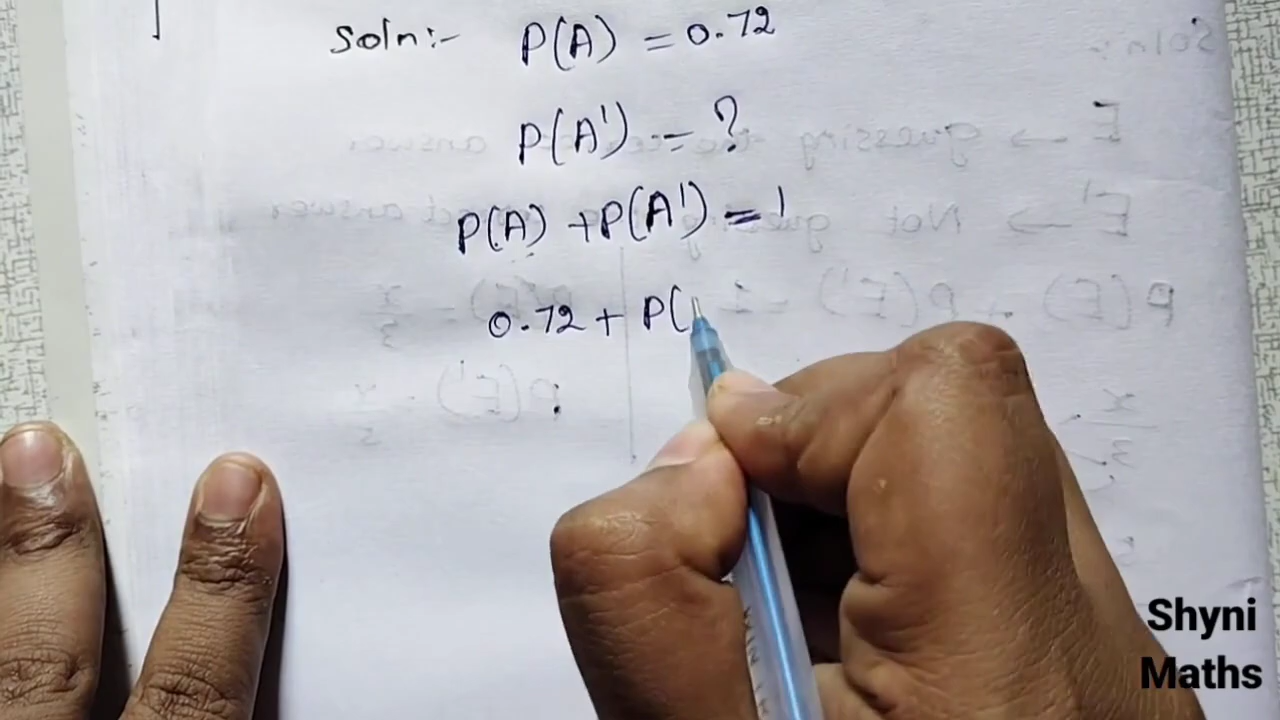 Soln:- P(A) = 0.72
P(A') = ?
P(A) + P(A') = 1
0.72 + P(
Shyni
Maths